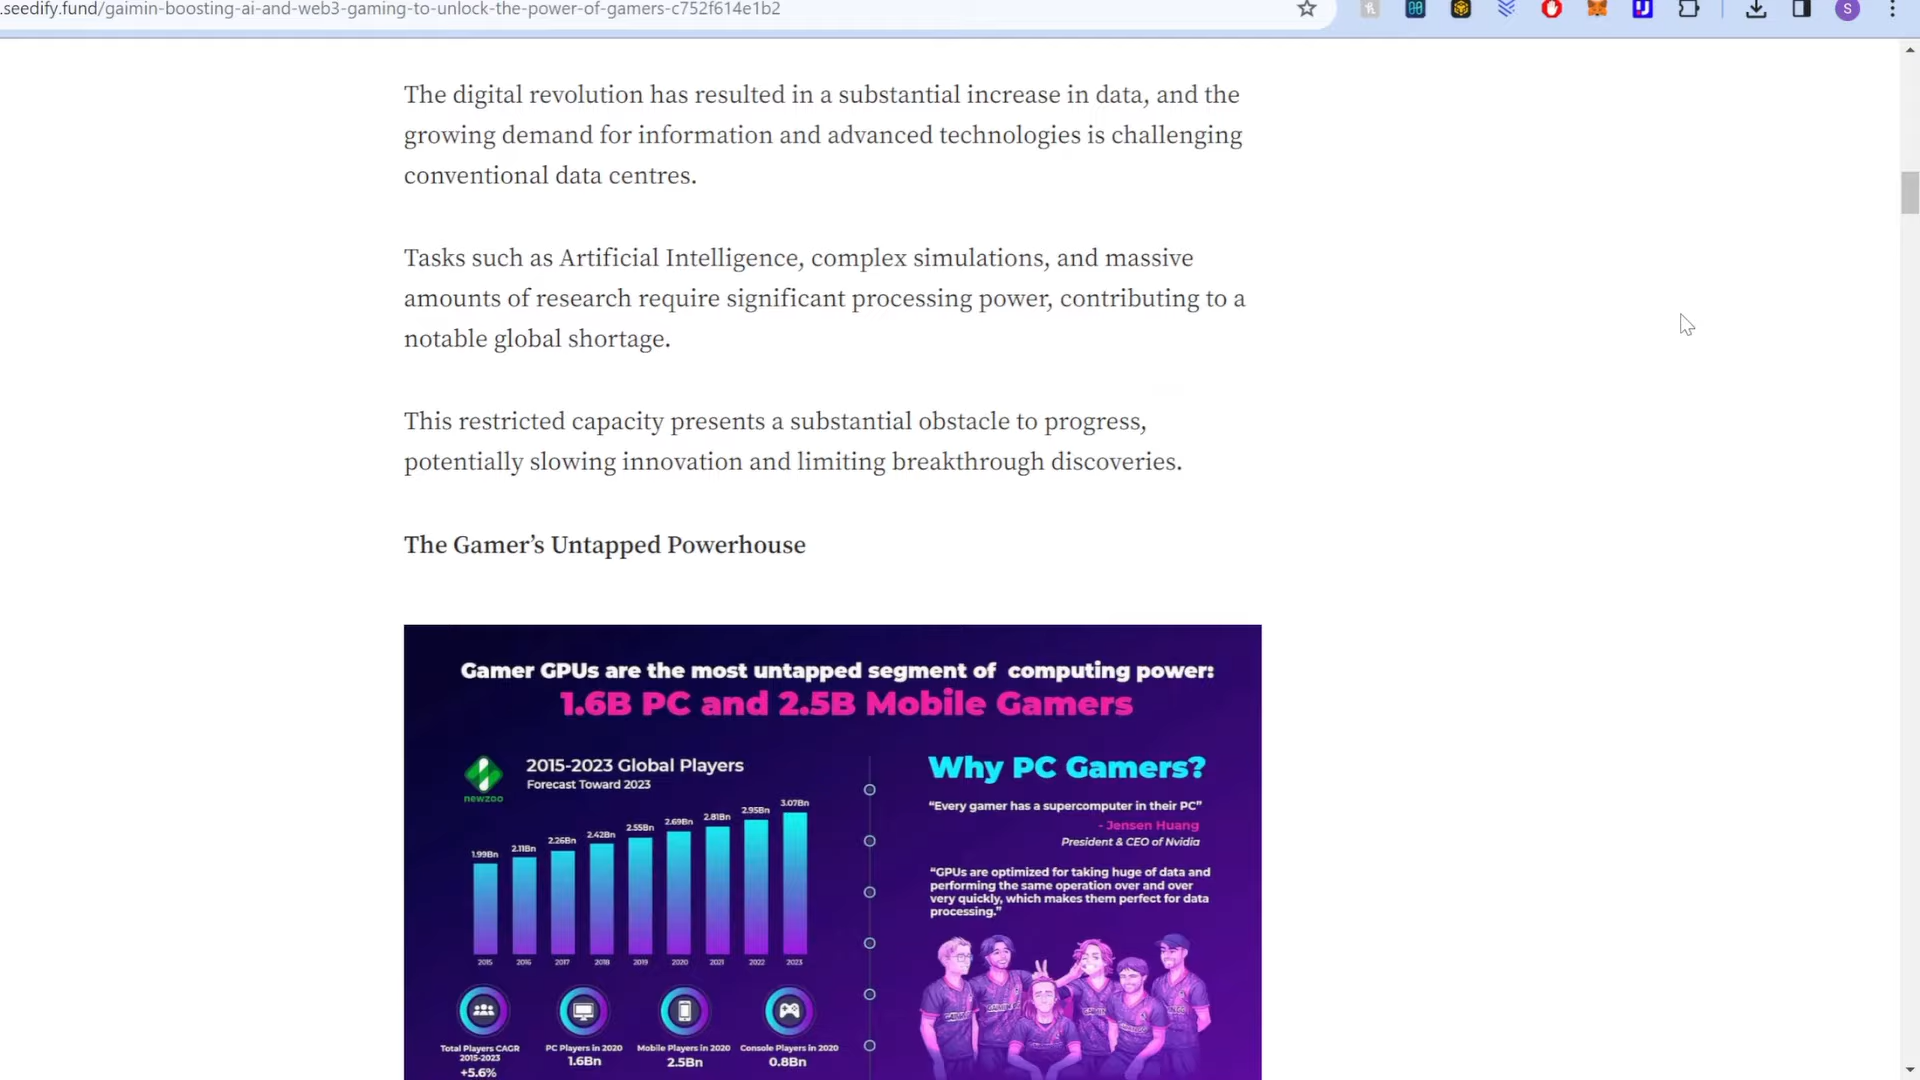 .seedify.fund/gaimin-boosting-ai-and-web3-gaming-to-unlock-the-power-of-gamers-c752f614e1b2
S
The digital revolution has resulted in a substantial increase in data, and the
growing demand for information and advanced technologies is challenging
conventional data centres.
Tasks such as Artificial Intelligence, complex simulations, and massive
amounts of research require significant processing power, contributing to a
notable global shortage.
This restricted capacity presents a substantial obstacle to progress,
potentially slowing innovation and limiting breakthrough discoveries.
The Gamer’s Untapped Powerhouse
Gamer GPUs are the most untapped segment of computing power:
1.6B PC and 2.5B Mobile Gamers
newzoo
2015-2023 Global Players
Forecast Toward 2023
1.99Bn
2.11Bn
2.26Bn
2.42Bn
2.55Bn
2.69Bn
2.81Bn
2.95Bn
3.07Bn
2015
2016
2017
2018
2019
2020
2021
2022
2023
Total Players CAGR
2015-2023
+5.6%
PC Players in 2020
1.6Bn
Mobile Players in 2020
2.5Bn
Console Players in 2020
0.8Bn
Why PC Gamers?
“Every gamer has a supercomputer in their PC”
- Jensen Huang
President & CEO of Nvidia
“GPUs are optimized for taking huge of data and
performing the same operation over and over
very quickly, which makes them perfect for data
processing.”